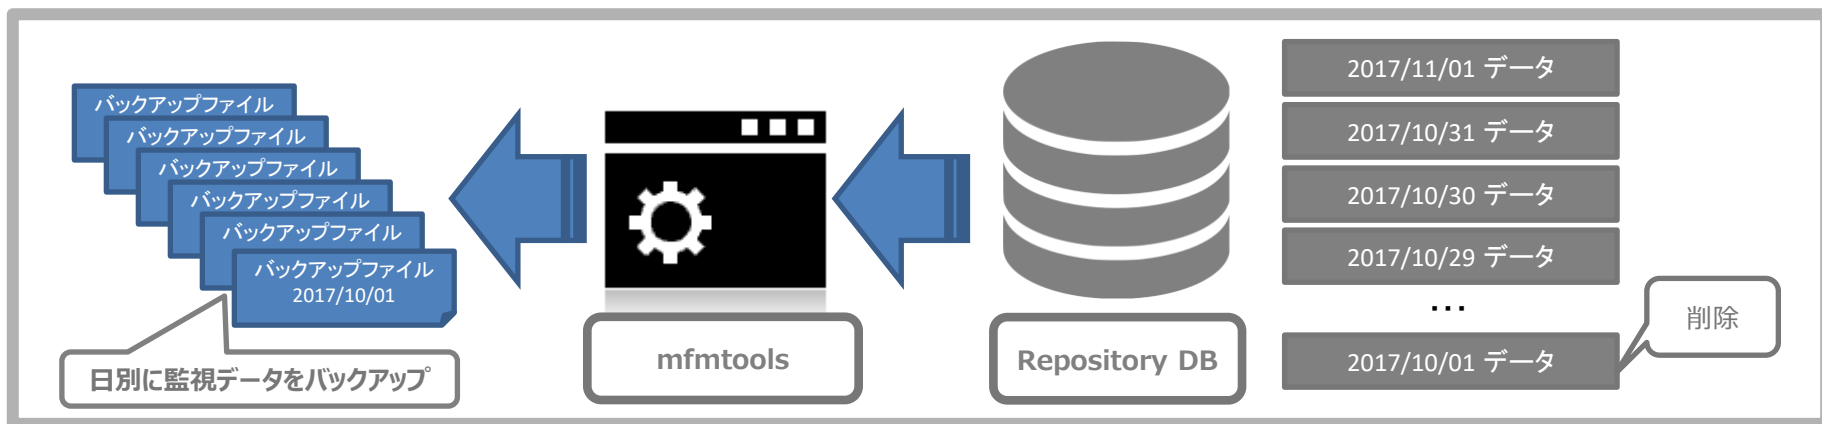 バックアップファイル
バックアップファイル
バックアップファイル
バックアップファイル
バックアップファイル
バックアップファイル
2017/10/01
日別に監視データをバックアップ
mfmtools
Repository DB
2017/11/01 データ
2017/10/31 データ
2017/10/30 データ
2017/10/29 データ
...
2017/10/01 データ
削除